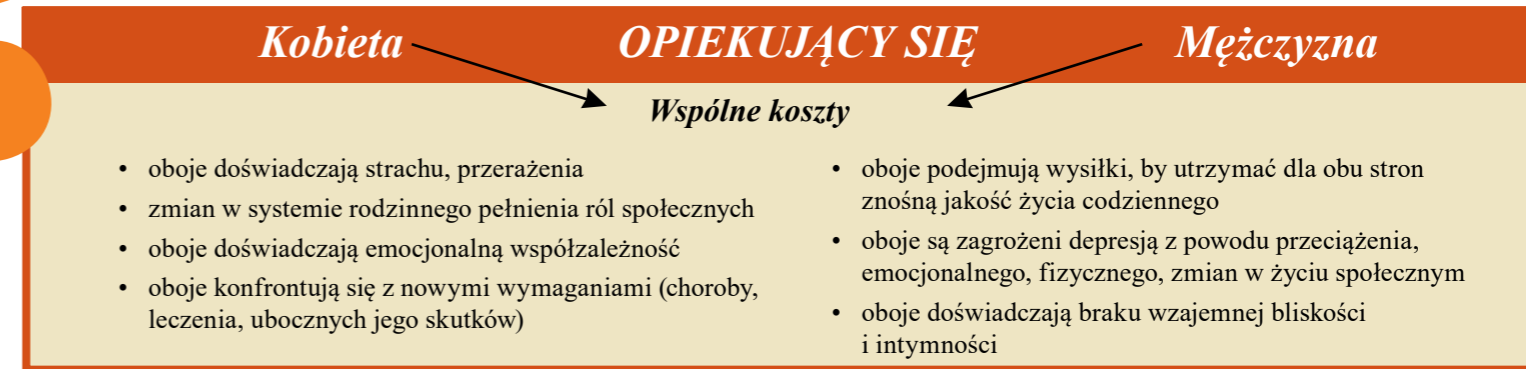 Kobieta OPIEKUJĄCY SIĘ Mężczyzna
Wspólne koszty
• oboje doświadczają strachu, przerażenia
• zmian w systemie rodzinnego pełnienia ról społecznych
• oboje doświadczają emocjonalną współzależność
• oboje konfrontują się z nowymi wymaganiami (choroby,
leczenia, ubocznych jego skutków)
• oboje podejmują wysiłki, by utrzymać dla obu stron
znośną jakość życia codziennego
• oboje są zagrożeni depresją z powodu przeciążenia,
emocjonalnego, fizycznego, zmian w życiu społecznym
• oboje doświadczają braku wzajemnej bliskości
i intymności